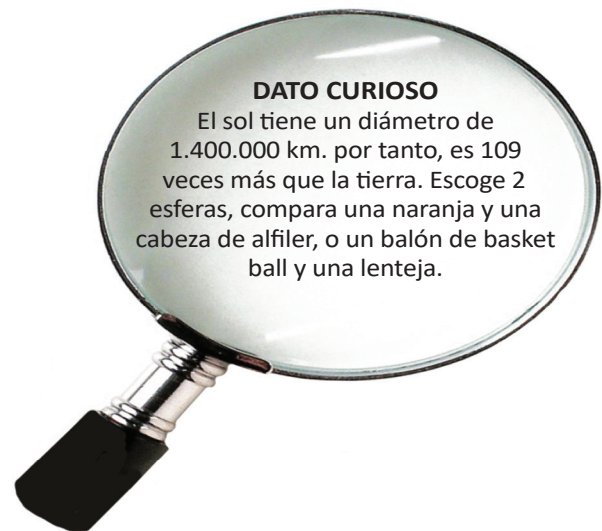 DATO CURIOSO
El sol tiene un diámetro de
1.400.000 km. por tanto, es 109
veces más que la tierra. Escoge 2
esferas, compara una naranja y una
cabeza de alfiler, o un balón de basket
ball y una lenteja.